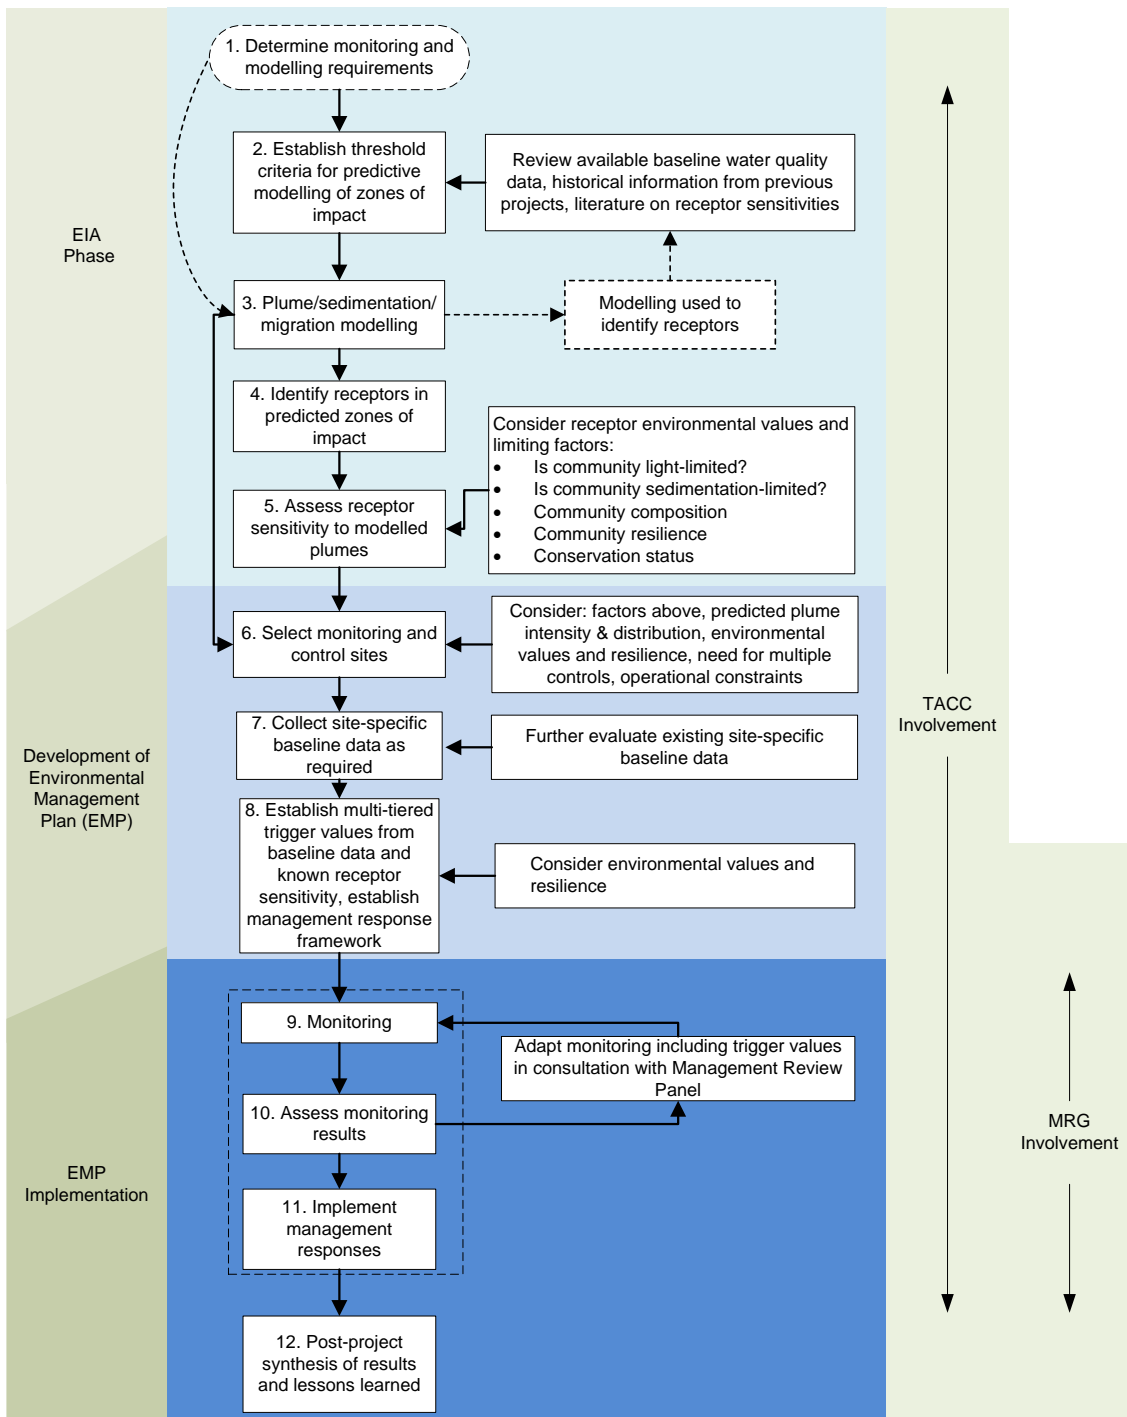 1. Determine monitoring and
modelling requirements
2. Establish threshold
criteria for predictive
modelling of zones of
impact
Review available baseline water quality
data, historical information from previous
projects, literature on receptor sensitivities
EIA
Phase
3. Plume/sedimentation/
migration modelling
Modelling used to
identify receptors
4. Identify receptors in
predicted zones of
impact
Consider receptor environmental values and
limiting factors:
• Is community light-limited?
• Is community sedimentation-limited?
• Community composition
• Community resilience
• Conservation status
5. Assess receptor
sensitivity to modelled
plumes
6. Select monitoring and
control sites
Consider: factors above, predicted plume
intensity & distribution, environmental
values and resilience, need for multiple
controls, operational constraints
TACC
Involvement
Development of
Environmental
Management
Plan (EMP)
7. Collect site-specific
baseline data as
required
Further evaluate existing site-specific
baseline data
8. Establish multi-tiered
trigger values from
baseline data and
known receptor
sensitivity, establish
management response
framework
Consider environmental values and
resilience
9. Monitoring
Adapt monitoring including trigger values
in consultation with Management Review
Panel
10. Assess monitoring
results
MRG
Involvement
EMP
Implementation
11. Implement
management
responses
12. Post-project
synthesis of results
and lessons learned